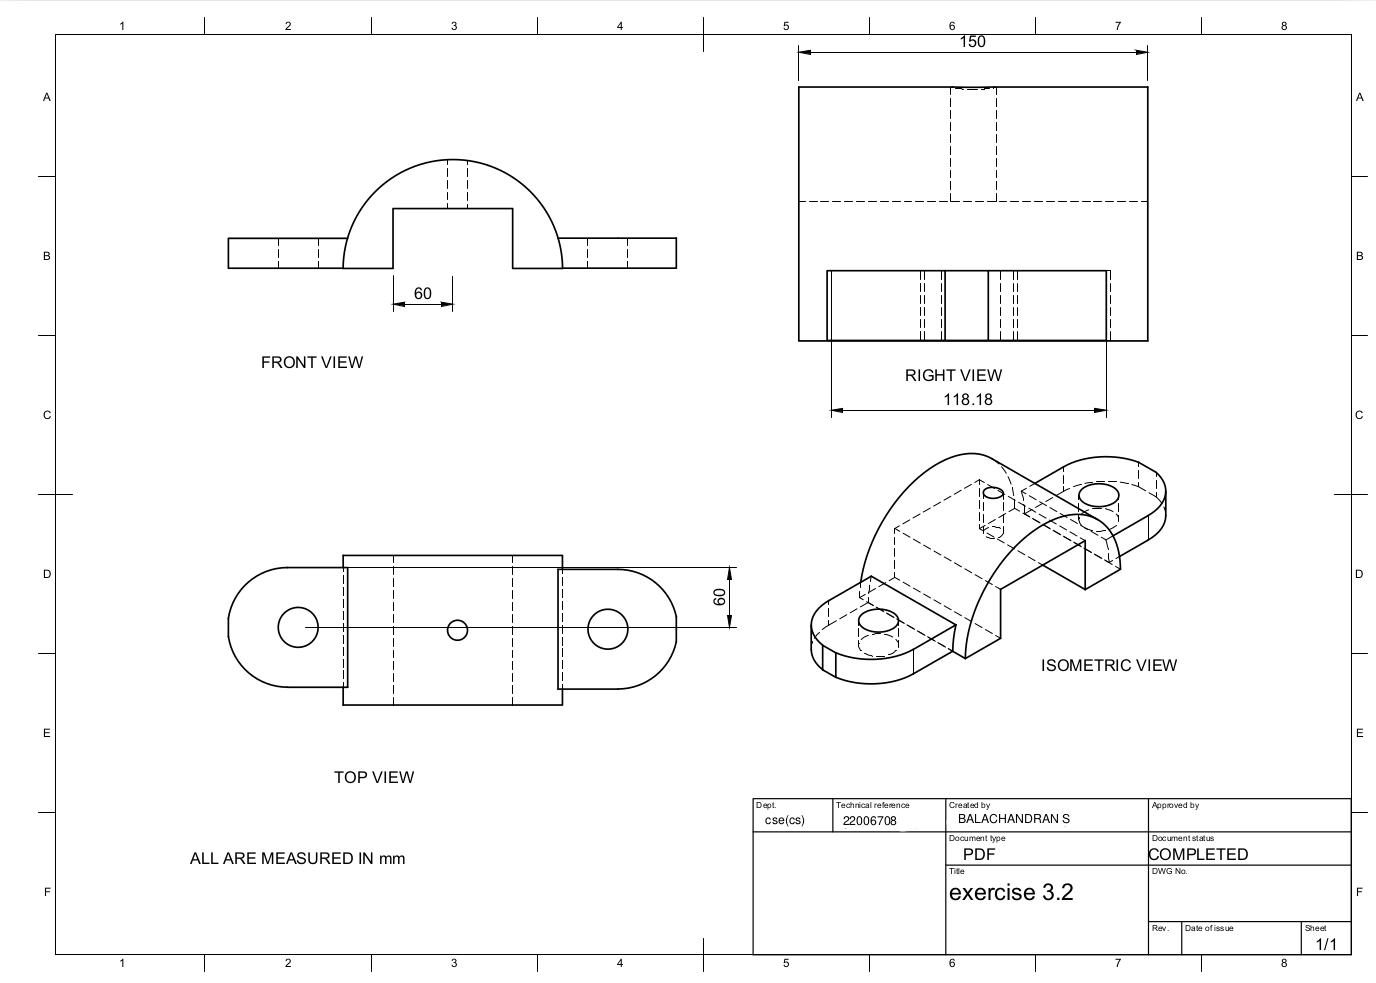 1 2 3 4 5 6 7 8
150
A A
B B
60
FRONT VIEW
RIGHT VIEW
118.18
C C
D D
60
ISOMETRIC VIEW
E E
TOP VIEW
ALL ARE MEASURED IN mm
F F
Dept. Technical reference Created by Approved by
cse(cs) 22006708 BALACHANDRAN S
Document type Document status
PDF COMPLETED
Title DWG No.
exercise 3.2
Rev. Date of issue Sheet
1/1
1 2 3 4 5 6 7 8